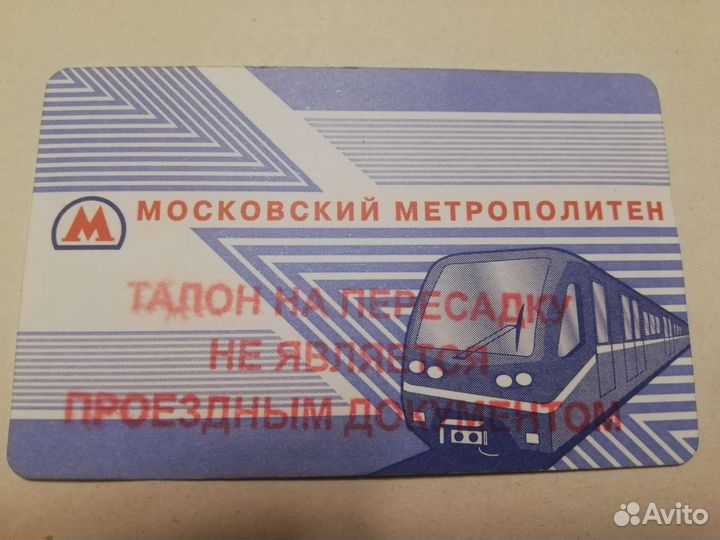 М МОСКОВСКИЙ МЕТРОПОЛИТЕН
ТАЛОН НА ПЕРЕСАДКУ
НЕ ЯВЛЯЕТСЯ
ПРОЕЗДНЫМ ДОКУМЕНТОМ
Avito